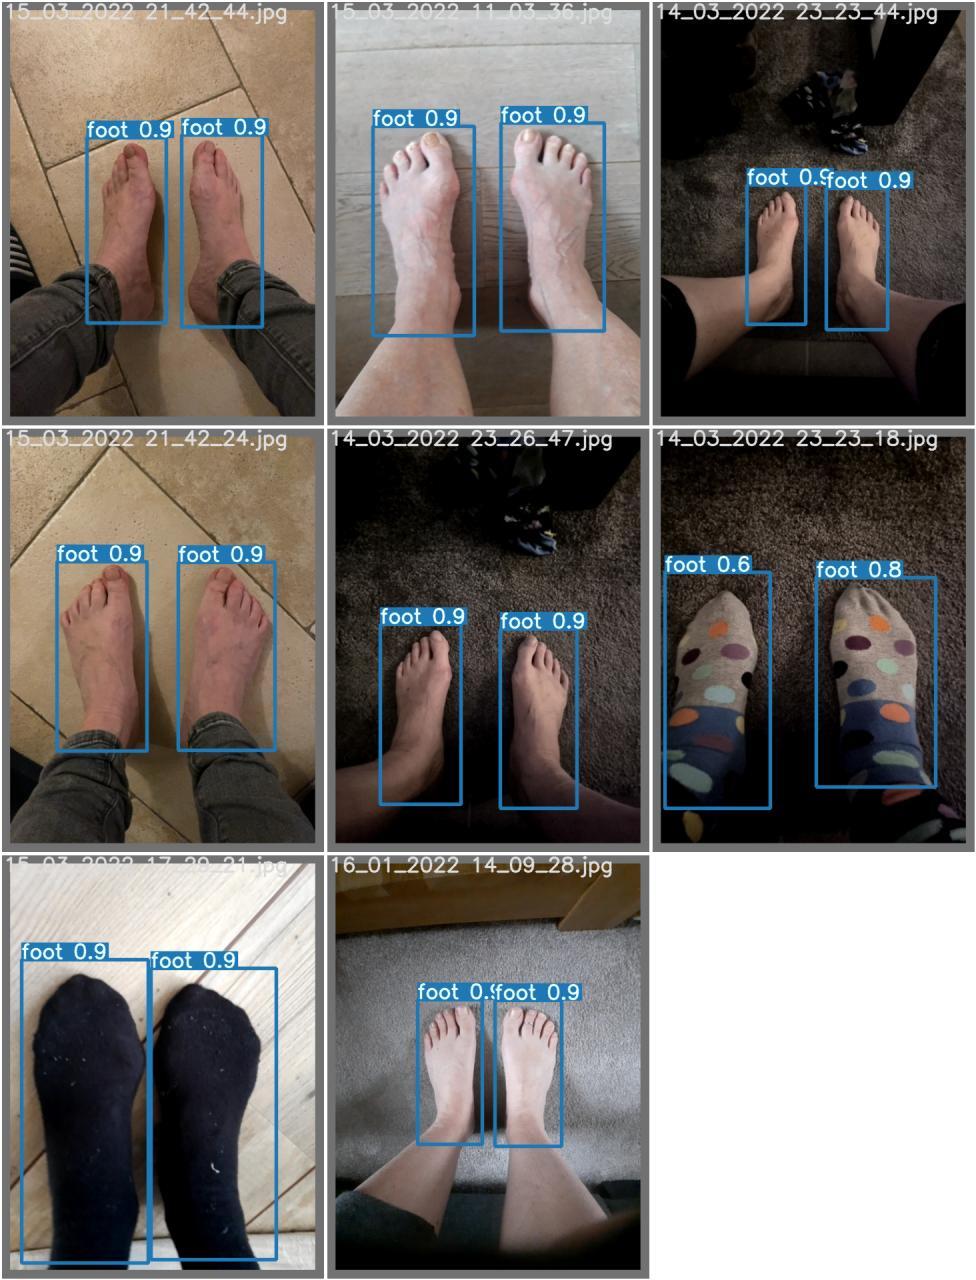 15_03_2022 21_42_44.jpg
foot 0.9
foot 0.9
15_03_2022 11_03_36.jpg
foot 0.9
foot 0.9
14_03_2022 23_23_44.jpg
foot 0.9
foot 0.9
15_03_2022 21_42_24.jpg
foot 0.9
foot 0.9
14_03_2022 23_26_47.jpg
foot 0.9
foot 0.9
14_03_2022 23_23_18.jpg
foot 0.6
foot 0.8
15_03_2022 17_29_21.jpg
foot 0.9
foot 0.9
16_01_2022 14_09_28.jpg
foot 0.9
foot 0.9